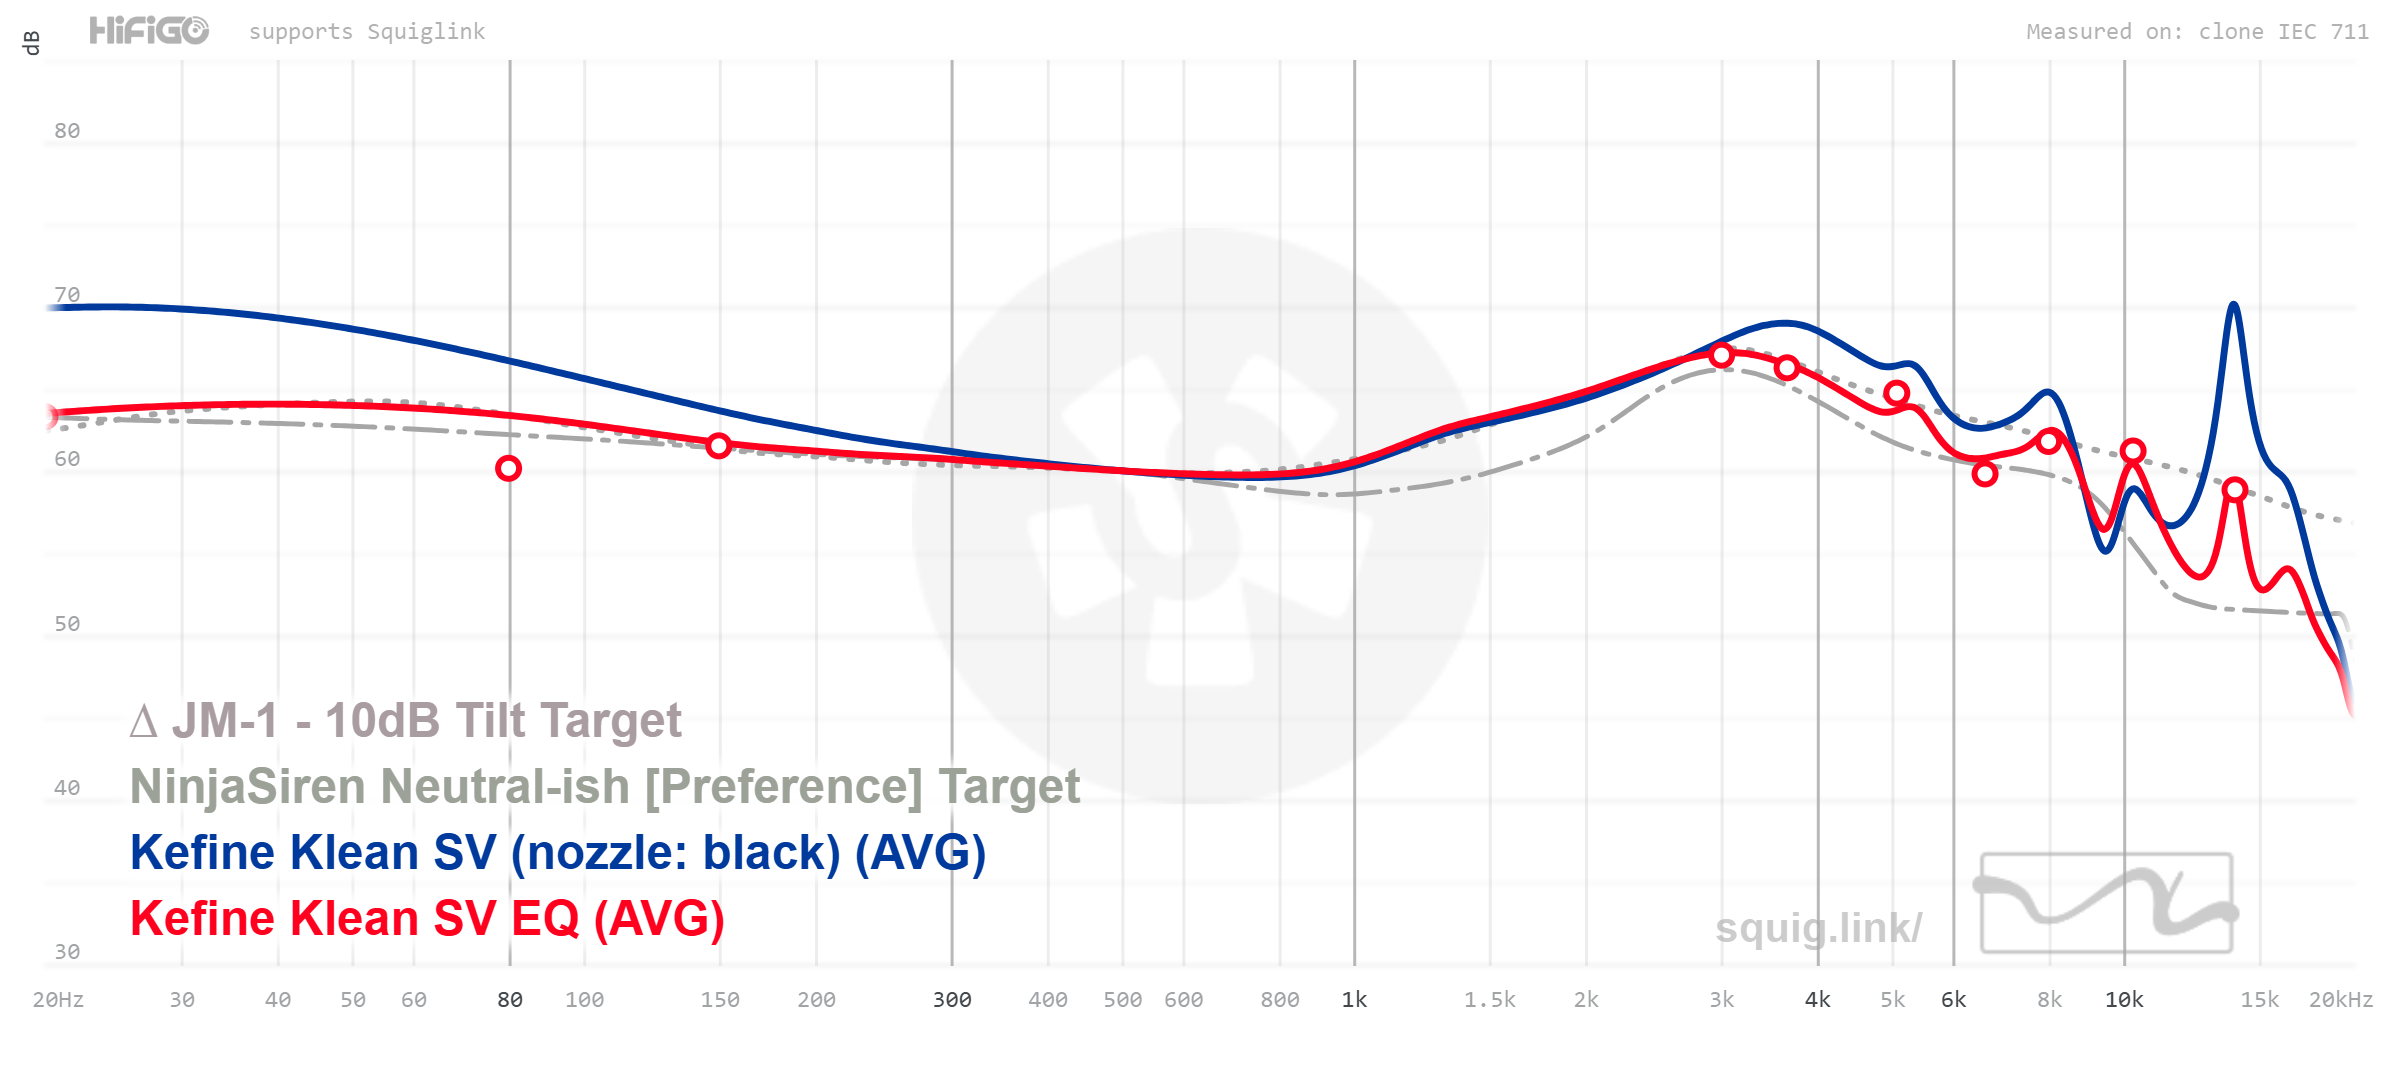 dB
HiFiGO supports Squiglink
Measured on: clone IEC 711
80
70
60
50
40
30
Δ JM-1 - 10dB Tilt Target
NinjaSiren Neutral-ish [Preference] Target
Kefine Klean SV (nozzle: black) (AVG)
Kefine Klean SV EQ (AVG)
squig.link/
20Hz 30 40 50 60 80 100 150 200 300 400 500 600 800 1k 1.5k 2k 3k 4k 5k 6k 8k 10k 15k 20kHz